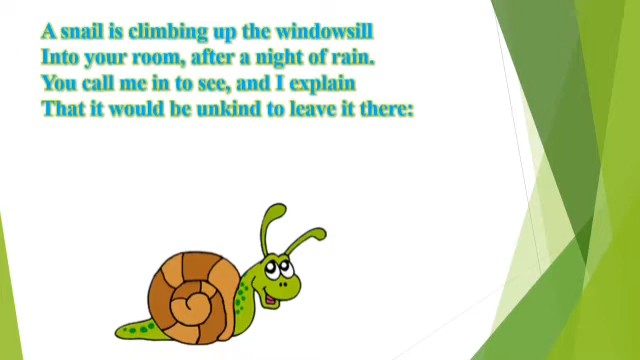 A snail is climbing up the windowsill
Into your room, after a night of rain.
You call me in to see, and I explain
That it would be unkind to leave it there: